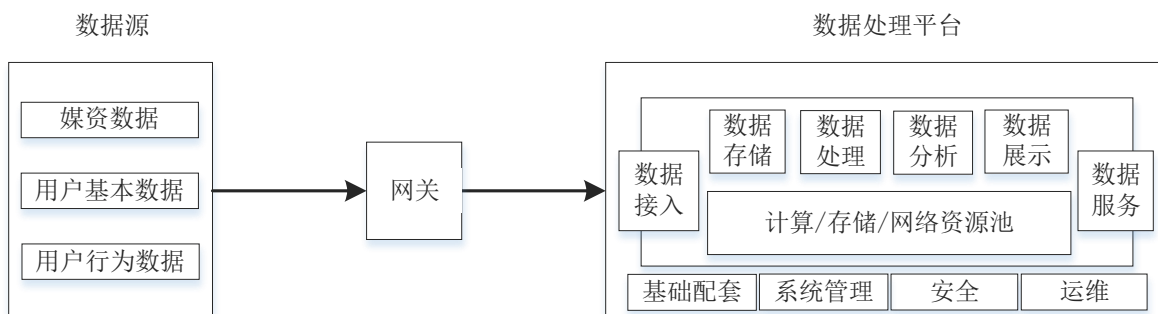 数据源
数据处理平台
媒资数据
用户基本数据
用户行为数据
网关
数据
接入
数据
存储
数据
处理
数据
分析
数据
展示
计算/存储/网络资源池
数据
服务
基础配套
系统管理
安全
运维